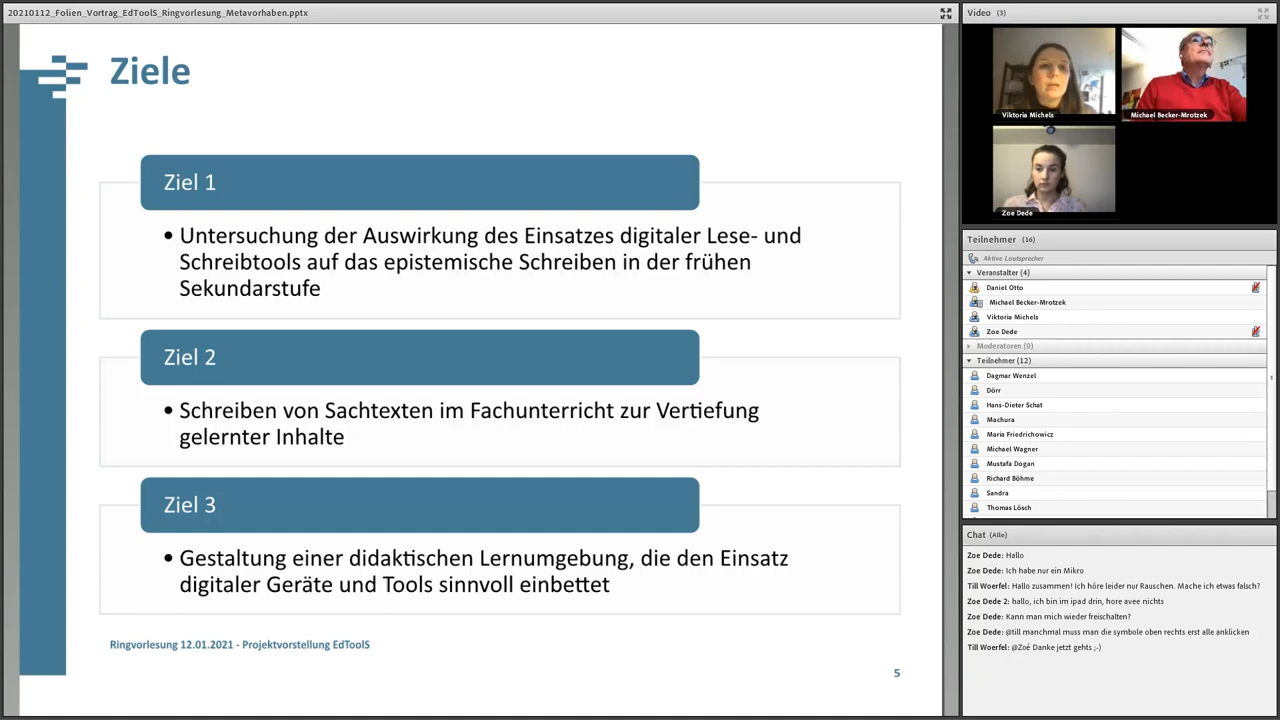 20210112_Folien_Vortrag_EdToolS_Ringvorlesung_Metavorhaben.pptx
Ziele
Ziel 1
• Untersuchung der Auswirkung des Einsatzes digitaler Lese- und
Schreibtools auf das epistemische Schreiben in der frühen
Sekundarstufe
Ziel 2
• Schreiben von Sachtexten im Fachunterricht zur Vertiefung
gelernter Inhalte
Ziel 3
• Gestaltung einer didaktischen Lernumgebung, die den Einsatz
digitaler Geräte und Tools sinnvoll einbettet
Ringvorlesung 12.01.2021 - Projektvorstellung EdToolS
5
Video (3)
Viktoria Michels
Michael Becker-Mrotzek
Zoe Dede
Teilnehmer (16)
Aktive Lautsprecher
Veranstalter (4)
Daniel Otto
Michael Becker-Mrotzek
Viktoria Michels
Zoe Dede
Moderatoren (0)
Teilnehmer (12)
Dagmar Wenzel
Dörr
Hans-Dieter Schat
Machura
Maria Friedrichowicz
Michael Wagner
Mustafa Dogan
Richard Böhme
Sandra
Thomas Lösch
Chat (Alle)
Zoe Dede: Hallo
Zoe Dede: Ich habe nur ein Mikro
Till Woerfel: Hallo zusammen! Ich höre leider nur Rauschen. Mache ich etwas falsch?
Zoe Dede 2: hallo, ich bin im ipad drin, hore avee nichts
Zoe Dede: Kann man mich wieder freischalten?
Zoe Dede: @till manchmal muss man die symbole oben rechts erst alle anklicken
Till Woerfel: @Zoé Danke jetzt gehts ;-)